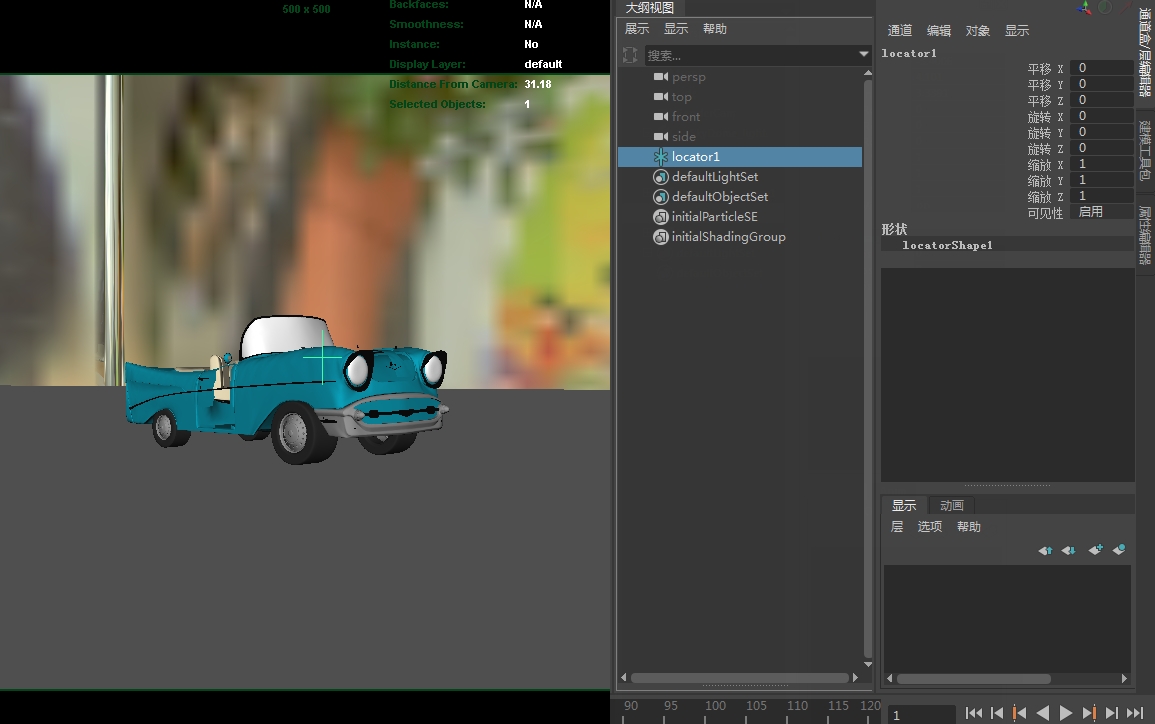 500 x 500
Backfaces: N/A
Smoothness: N/A
Instance: No
Display Layer: default
Distance From Camera: 31.18
Selected Objects: 1
大纲视图
展示 显示 帮助
搜索...
persp
top
front
side
locator1
defaultLightSet
defaultObjectSet
initialParticleSE
initialShadingGroup
通道 编辑 对象 显示
locator1
平移 X 0
平移 Y 0
平移 Z 0
旋转 X 0
旋转 Y 0
旋转 Z 0
缩放 X 1
缩放 Y 1
缩放 Z 1
可见性 启用
形状
locatorShape1
显示 动画
层 选项 帮助
通道盒/层编辑器
建模工具包
属性编辑器
90 95 100 105 110 115 120
1